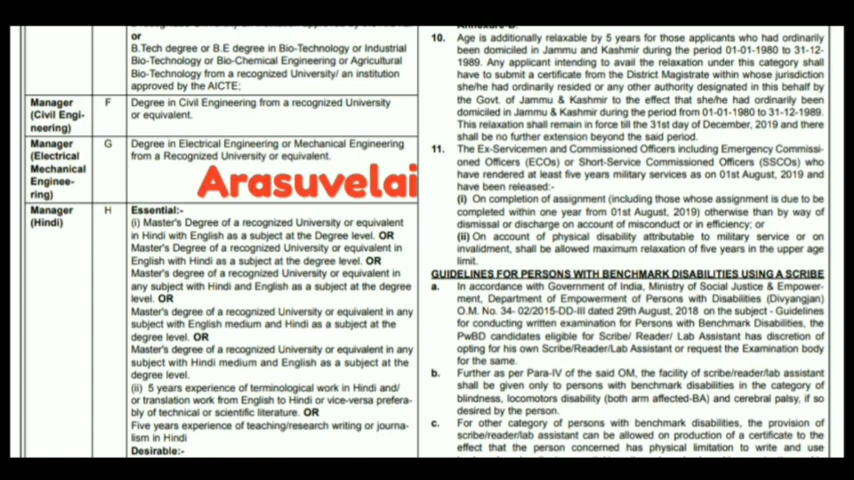 or
B.Tech degree or B.E degree in Bio-Technology or Industrial
Bio-Technology or Bio-Chemical Engineering or Agricultural
Bio-Technology from a recognized University/ an institution
approved by the AICTE;
Manager
(Civil Engi-
neering)
F
Degree in Civil Engineering from a recognized University
or equivalent.
Manager
(Electrical
Mechanical
Enginee-
ring)
G
Degree in Electrical Engineering or Mechanical Engineering
from a Recognized University or equivalent.
Arasuvelai
Manager
(Hindi)
H
Essential:-
(i) Master's Degree of a recognized University or equivalent
in Hindi with English as a subject at the Degree level. OR
Master's Degree of a recognized University or equivalent in
English with Hindi as a subject at the degree level. OR
Master's degree of a recognized University or equivalent in
any subject with Hindi and English as a subject at the degree
level. OR
Master's degree of a recognized University or equivalent in any
subject with English medium and Hindi as a subject at the
degree level. OR
Master's degree of a recognized University or equivalent in any
subject with Hindi medium and English as a subject at the
degree level.
(ii) 5 years experience of terminological work in Hindi and/
or translation work from English to Hindi or vice-versa prefera-
bly of technical or scientific literature. OR
Five years experience of teaching/research writing or journa-
lism in Hindi
Desirable:-
10. Age is additionally relaxable by 5 years for those applicants who had ordinarily
been domiciled in Jammu and Kashmir during the period 01-01-1980 to 31-12-
1989. Any applicant intending to avail the relaxation under this category shall
have to submit a certificate from the District Magistrate within whose jurisdiction
she/he had ordinarily resided or any other authority designated in this behalf by
the Govt. of Jammu & Kashmir to the effect that she/he had ordinarily been
domiciled in Jammu & Kashmir during the period from 01-01-1980 to 31-12-1989.
This relaxation shall remain in force till the 31st day of December, 2019 and there
shall be no further extension beyond the said period.
11. The Ex-Servicemen and Commissioned Officers including Emergency Commissi-
oned Officers (ECOs) or Short-Service Commissioned Officers (SSCOs) who
have rendered at least five years military services as on 01st August, 2019 and
have been released:-
(i) On completion of assignment (including those whose assignment is due to be
completed within one year from 01st August, 2019) otherwise than by way of
dismissal or discharge on account of misconduct or in efficiency; or
(ii) On account of physical disability attributable to military service or on
invalidment, shall be allowed maximum relaxation of five years in the upper age
limit.
GUIDELINES FOR PERSONS WITH BENCHMARK DISABILITIES USING A SCRIBE
a. In accordance with Government of India, Ministry of Social Justice & Empower-
ment, Department of Empowerment of Persons with Disabilities (Divyangjan)
O.M. No. 34- 02/2015-DD-III dated 29th August, 2018 on the subject - Guidelines
for conducting written examination for Persons with Benchmark Disabilities, the
PwBD candidates eligible for Scribe/ Reader/ Lab Assistant has discretion of
opting for his own Scribe/Reader/Lab Assistant or request the Examination body
for the same.
b. Further as per Para-IV of the said OM, the facility of scribe/reader/lab assistant
shall be given only to persons with benchmark disabilities in the category of
blindness, locomotors disability (both arm affected-BA) and cerebral palsy, if so
desired by the person.
c. For other category of persons with benchmark disabilities, the provision of
scribe/reader/lab assistant can be allowed on production of a certificate to the
effect that the person concerned has physical limitation to write and use